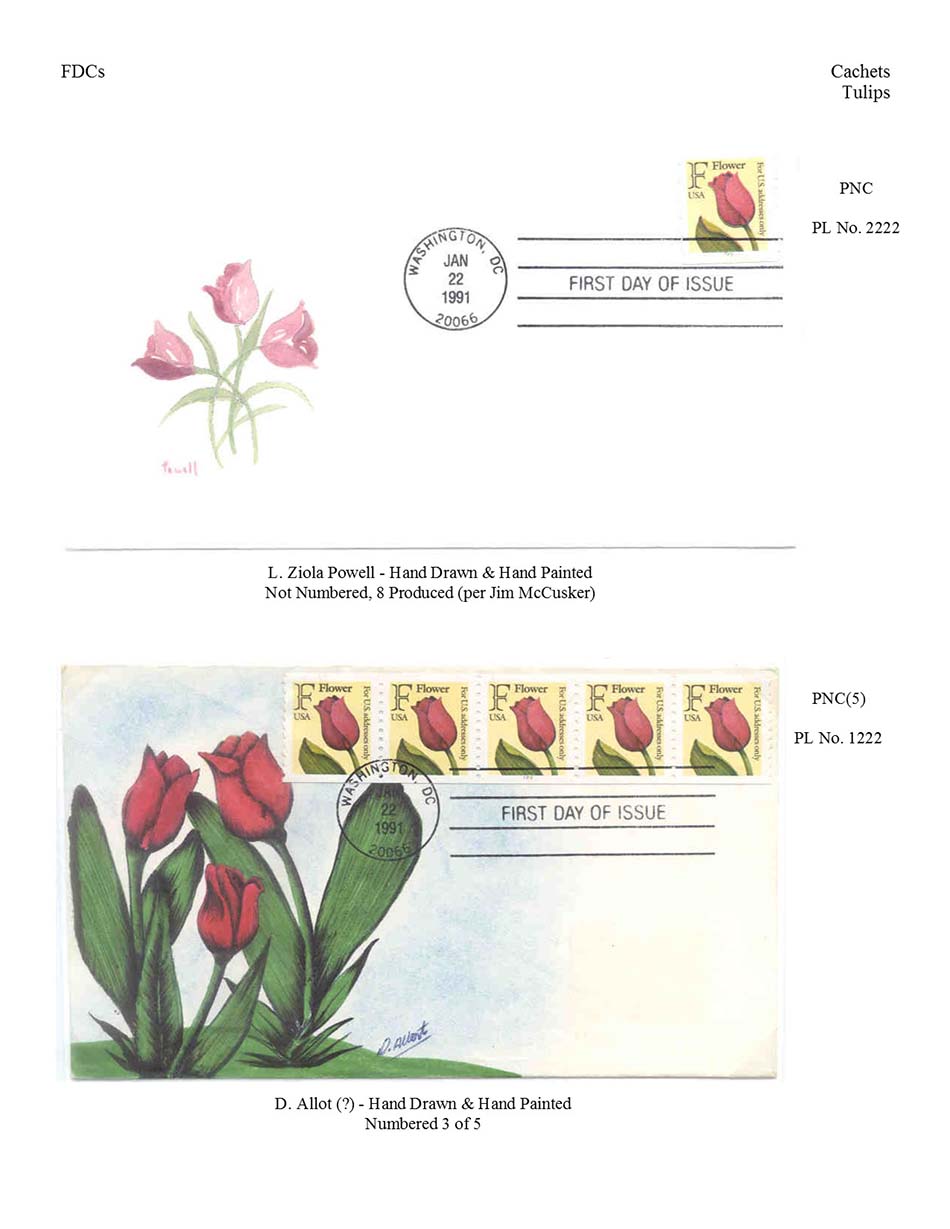 FDCs
Cachets
Tulips
F Flower
USA
For U.S. addresses only
PNC
PL No. 2222
WASHINGTON, DC
JAN
22
1991
20066
FIRST DAY OF ISSUE
Powell
L. Ziola Powell - Hand Drawn & Hand Painted
Not Numbered, 8 Produced (per Jim McCusker)
F Flower
USA
For U.S. addresses only
F Flower
USA
For U.S. addresses only
F Flower
USA
For U.S. addresses only
F Flower
USA
For U.S. addresses only
F Flower
USA
For U.S. addresses only
PNC(5)
PL No. 1222
WASHINGTON, DC
JAN
22
1991
20066
FIRST DAY OF ISSUE
D. Allot (?) - Hand Drawn & Hand Painted
Numbered 3 of 5